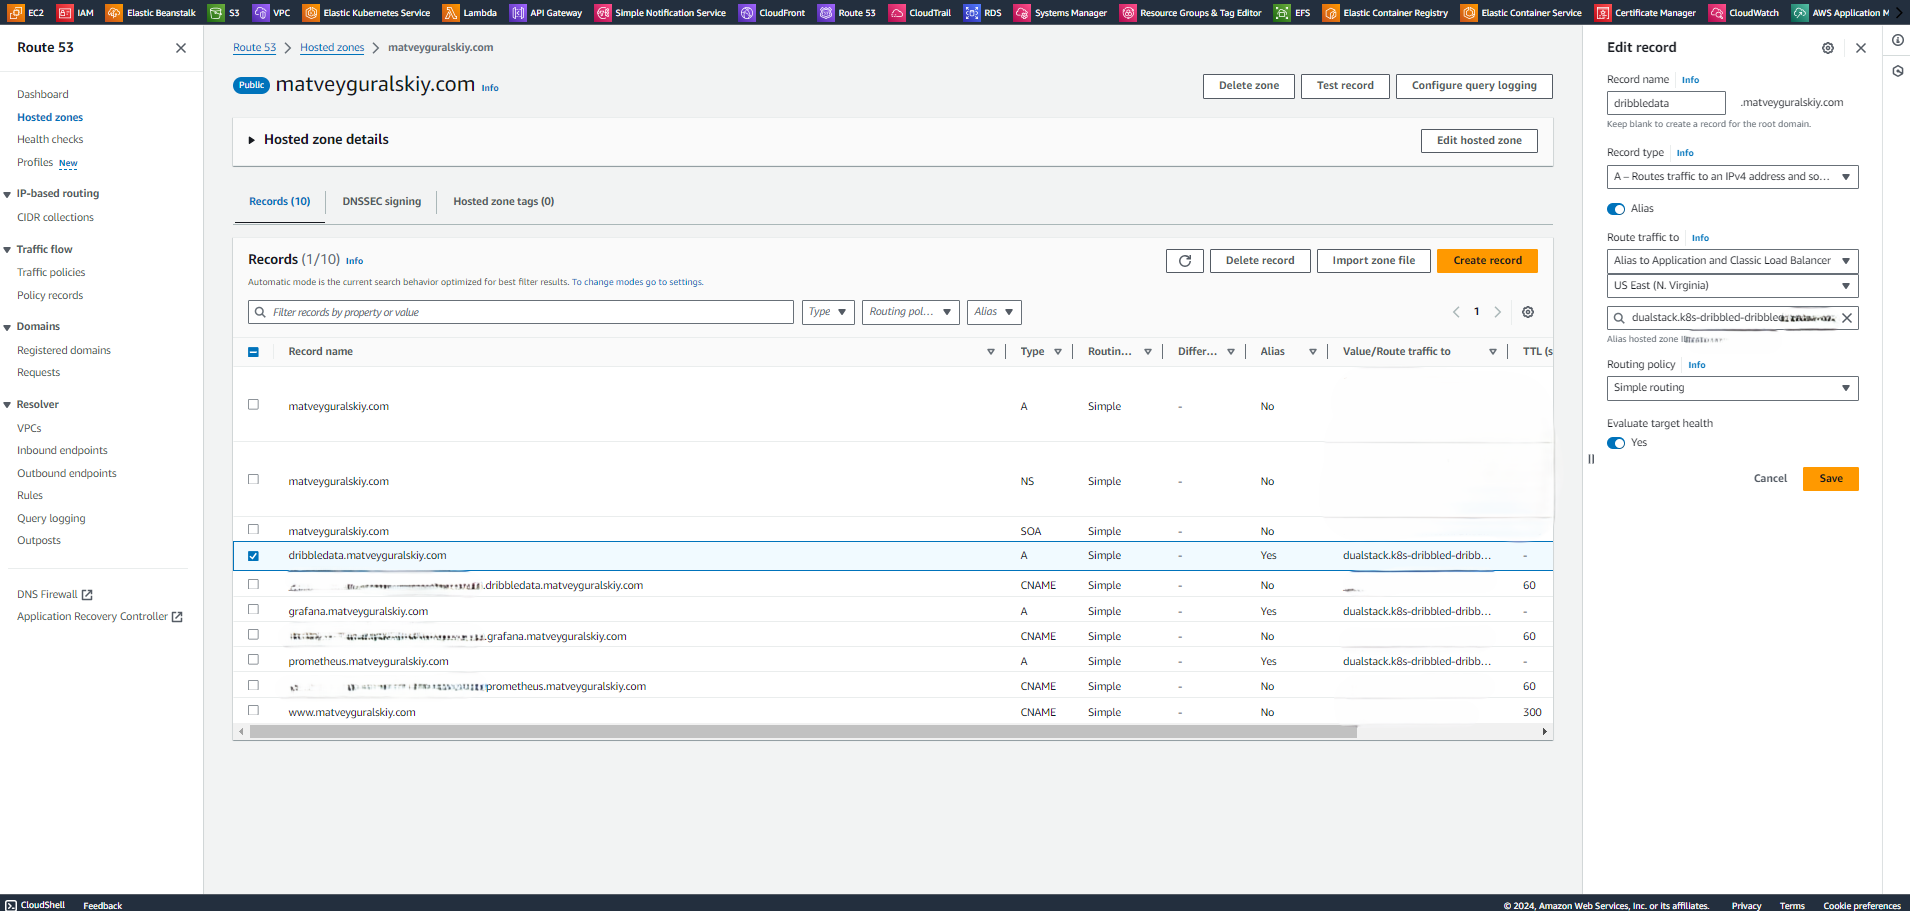 EC2 IAM Elastic Beanstalk S3 VPC Elastic Kubernetes Service Lambda API Gateway Simple Notification Service CloudFront Route 53 CloudTrail RDS Systems Manager Resource Groups & Tag Editor EFS Elastic Container Registry Elastic Container Service Certificate Manager CloudWatch AWS Application M
Route 53
Dashboard
Hosted zones
Health checks
Profiles New
IP-based routing
CIDR collections
Traffic flow
Traffic policies
Policy records
Domains
Registered domains
Requests
Resolver
VPCs
Inbound endpoints
Outbound endpoints
Rules
Query logging
Outposts
DNS Firewall
Application Recovery Controller
Route 53 Hosted zones matveyguralskiy.com
Public matveyguralskiy.com Info
Delete zone Test record Configure query logging
Hosted zone details
Edit hosted zone
Records (10) DNSSEC signing Hosted zone tags (0)
Records (1/10) Info
Delete record Import zone file Create record
Automatic mode is the current search behavior optimized for best filter results. To change modes go to settings.
Filter records by property or value Type Routing pol... Alias 1
Record name Type Routin... Differ... Alias Value/Route traffic to TTL (s
matveyguralskiy.com A Simple - No
matveyguralskiy.com NS Simple - No
matveyguralskiy.com SOA Simple - No
dribbledata.matveyguralskiy.com A Simple - Yes dualstack.k8s-dribbled-dribb... -
.dribbledata.matveyguralskiy.com CNAME Simple - No 60
grafana.matveyguralskiy.com A Simple - Yes dualstack.k8s-dribbled-dribb... -
.grafana.matveyguralskiy.com CNAME Simple - No 60
prometheus.matveyguralskiy.com A Simple - Yes dualstack.k8s-dribbled-dribb... -
prometheus.matveyguralskiy.com CNAME Simple - No 60
www.matveyguralskiy.com CNAME Simple - No 300
Edit record
Record name Info
dribbledata .matveyguralskiy.com
Keep blank to create a record for the root domain.
Record type Info
A – Routes traffic to an IPv4 address and so...
Alias
Route traffic to Info
Alias to Application and Classic Load Balancer
US East (N. Virginia)
dualstack.k8s-dribbled-dribbled
Alias hosted zone
Routing policy Info
Simple routing
Evaluate target health
Yes
Cancel Save
CloudShell Feedback © 2024, Amazon Web Services, Inc. or its affiliates. Privacy Terms Cookie preferences